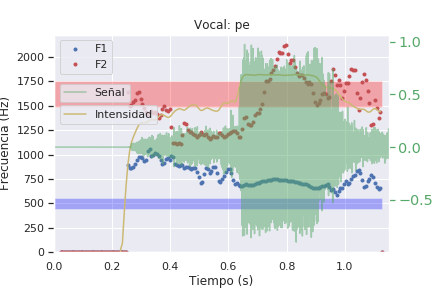 Vocal: pe
F1
F2
Señal
Intensidad
Frecuencia (Hz)
2000
1750
1500
1250
1000
750
500
250
0
1.0
0.5
0.0
−0.5
0.0 0.2 0.4 0.6 0.8 1.0
Tiempo (s)